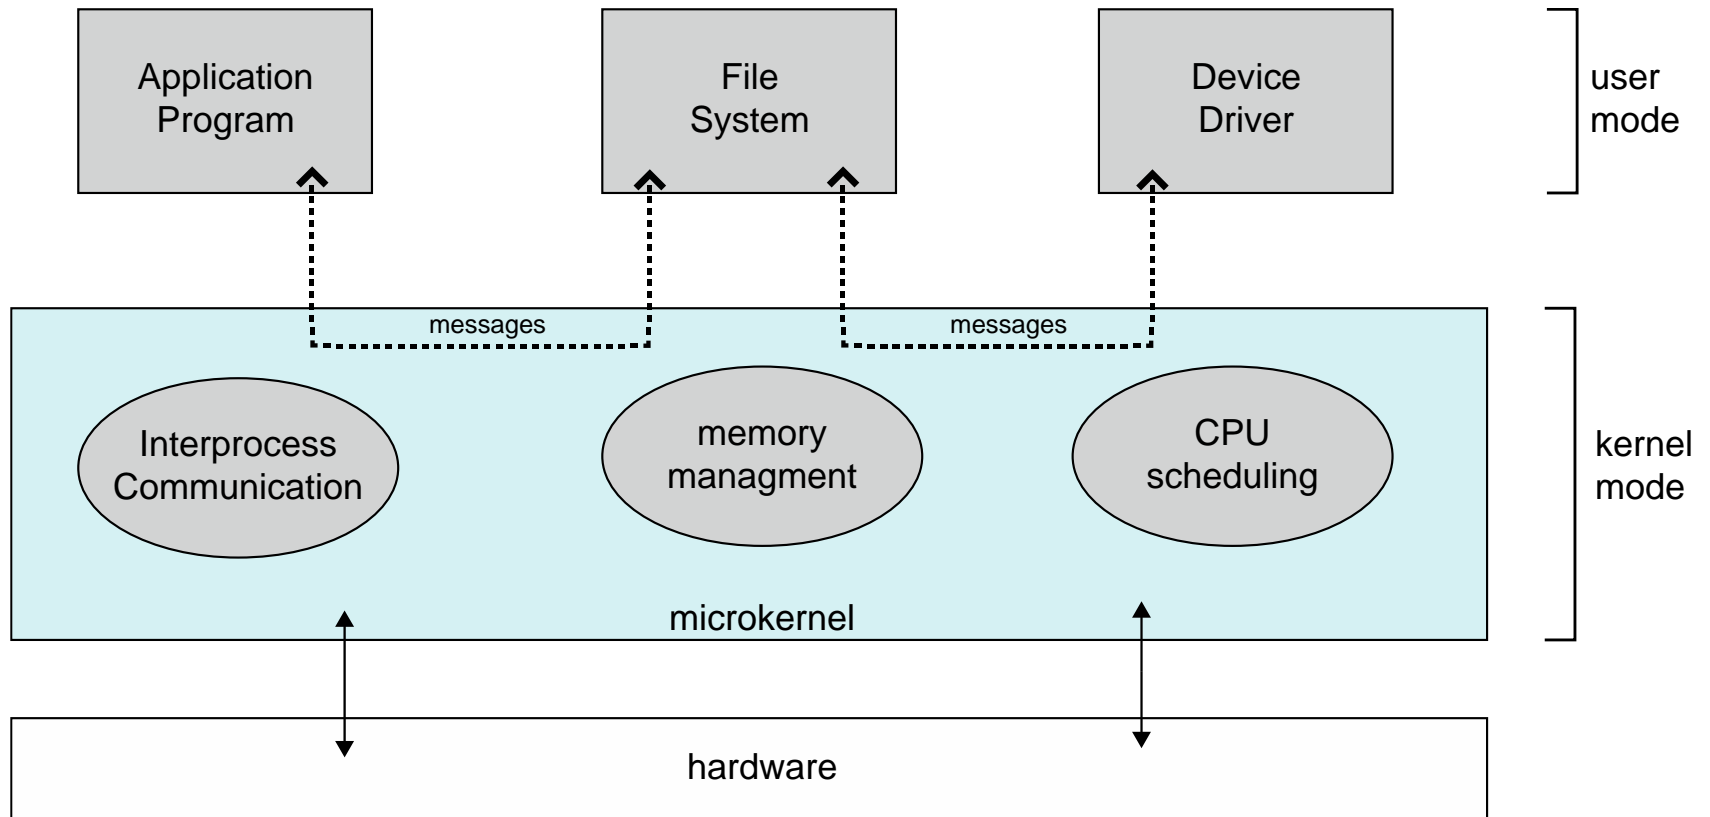 Application
Program
File
System
Device
Driver
user
mode
messages
messages
Interprocess
Communication
memory
managment
CPU
scheduling
kernel
mode
microkernel
hardware